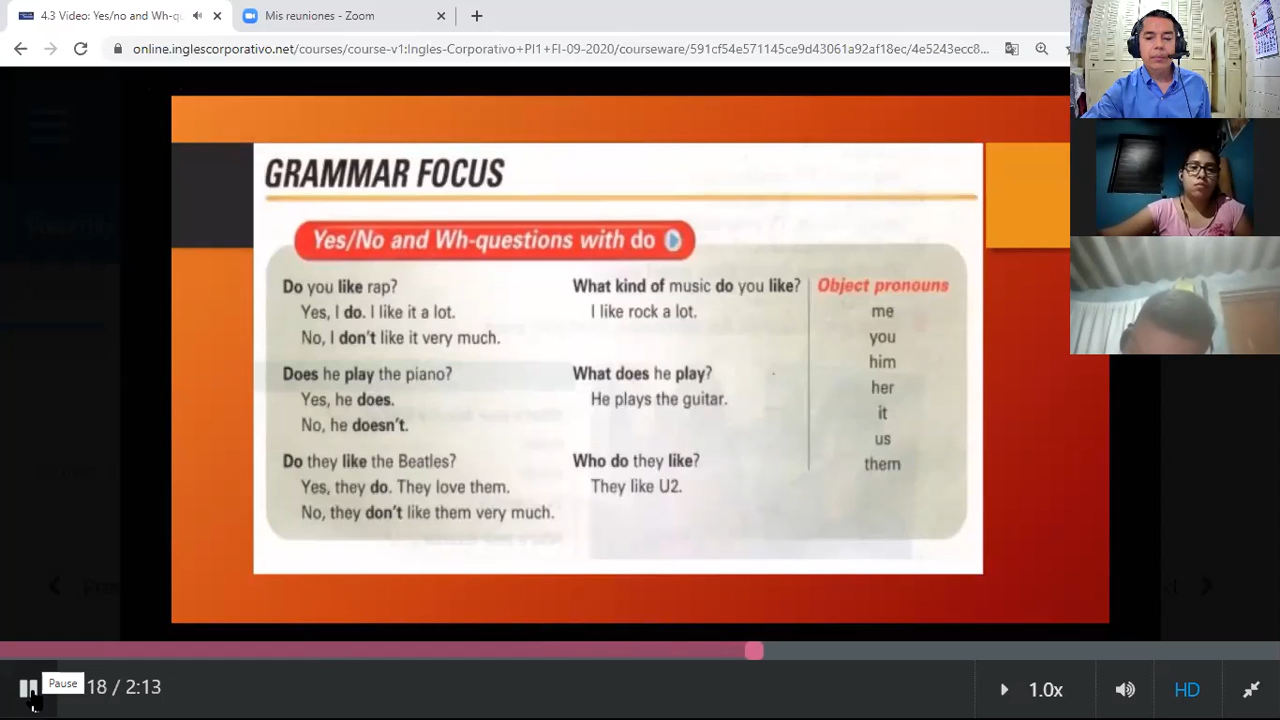 4.3 Video: Yes/no and Wh-qu
Mis reuniones - Zoom
online.inglescorporativo.net/courses/course-v1:Ingles-Corporativo+PI1+FI-09-2020/courseware/591cf54e571145ce9d43061a92af18ec/4e5243ecc8...
GRAMMAR FOCUS
Yes/No and Wh-questions with do
Do you like rap?
Yes, I do. I like it a lot.
No, I don't like it very much.
Does he play the piano?
Yes, he does.
No, he doesn't.
Do they like the Beatles?
Yes, they do. They love them.
No, they don't like them very much.
What kind of music do you like?
I like rock a lot.
What does he play?
He plays the guitar.
Who do they like?
They like U2.
Object pronouns
me
you
him
her
it
us
them
Pause
18 / 2:13
1.0x
HD